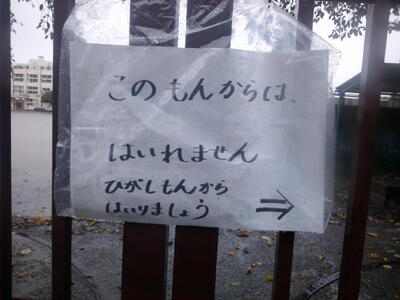 このもんからは、
はいれません
ひがしもんから
はいりましょう
⇒